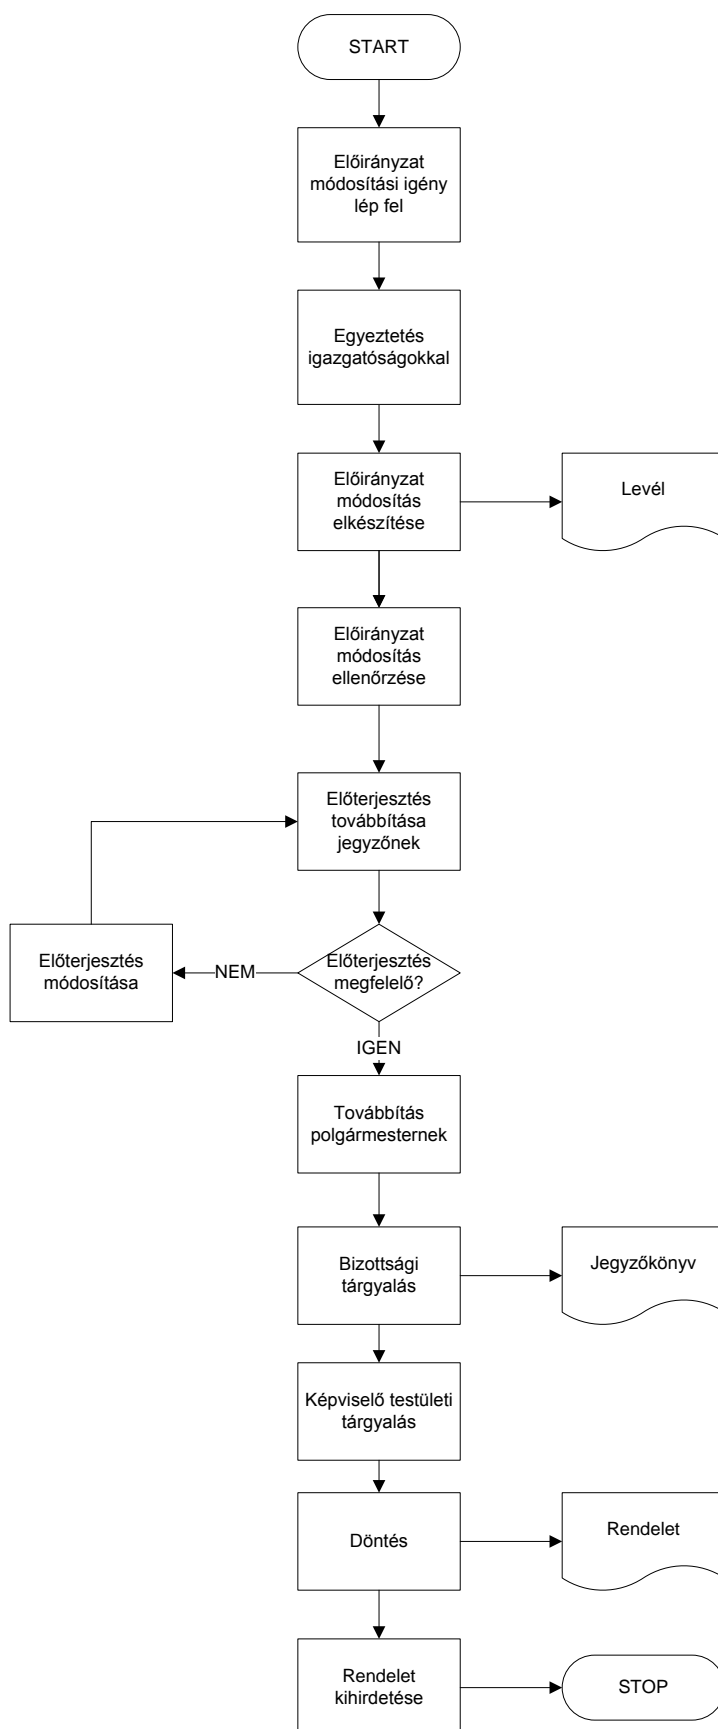 START
Előirányzat
módosítási igény
lép fel
Egyeztetés
igazgatóságokkal
Előirányzat
módosítás
elkészítése
Levél
Előirányzat
módosítás
ellenőrzése
Előterjesztés
továbbítása
jegyzőnek
Előterjesztés
módosítása
NEM
Előterjesztés
megfelelő?
IGEN
Továbbítás
polgármesternek
Bizottsági
tárgyalás
Jegyzőkönyv
Képviselő testületi
tárgyalás
Döntés
Rendelet
Rendelet
kihirdetése
STOP